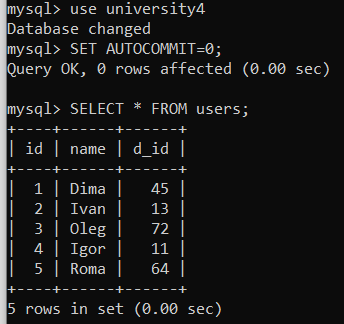 mysql> use university4
Database changed
mysql> SET AUTOCOMMIT=0;
Query OK, 0 rows affected (0.00 sec)

mysql> SELECT * FROM users;
+----+------+------+
| id | name | d_id |
+----+------+------+
|  1 | Dima |   45 |
|  2 | Ivan |   13 |
|  3 | Oleg |   72 |
|  4 | Igor |   11 |
|  5 | Roma |   64 |
+----+------+------+
5 rows in set (0.00 sec)